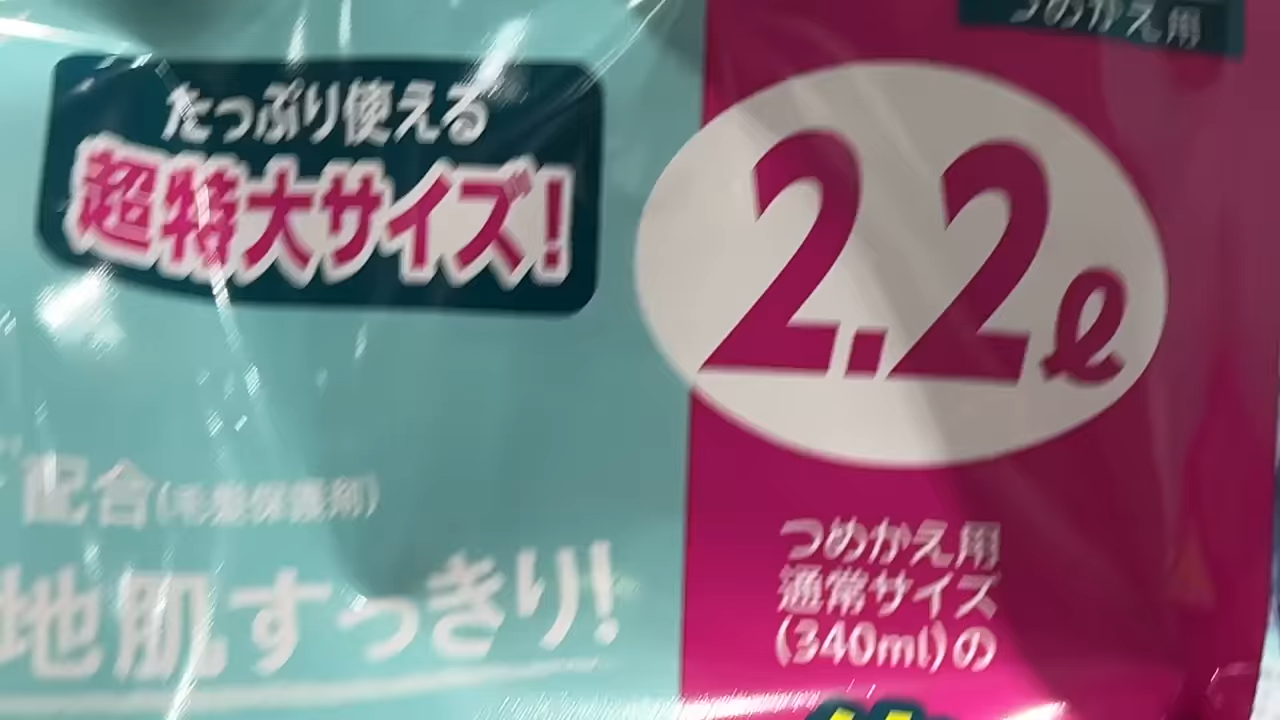 つめかえ用
たっぷり使える
超特大サイズ!
2.2ℓ
配合(毛髪保護剤)
地肌すっきり!
つめかえ用
通常サイズ
(340ml)の